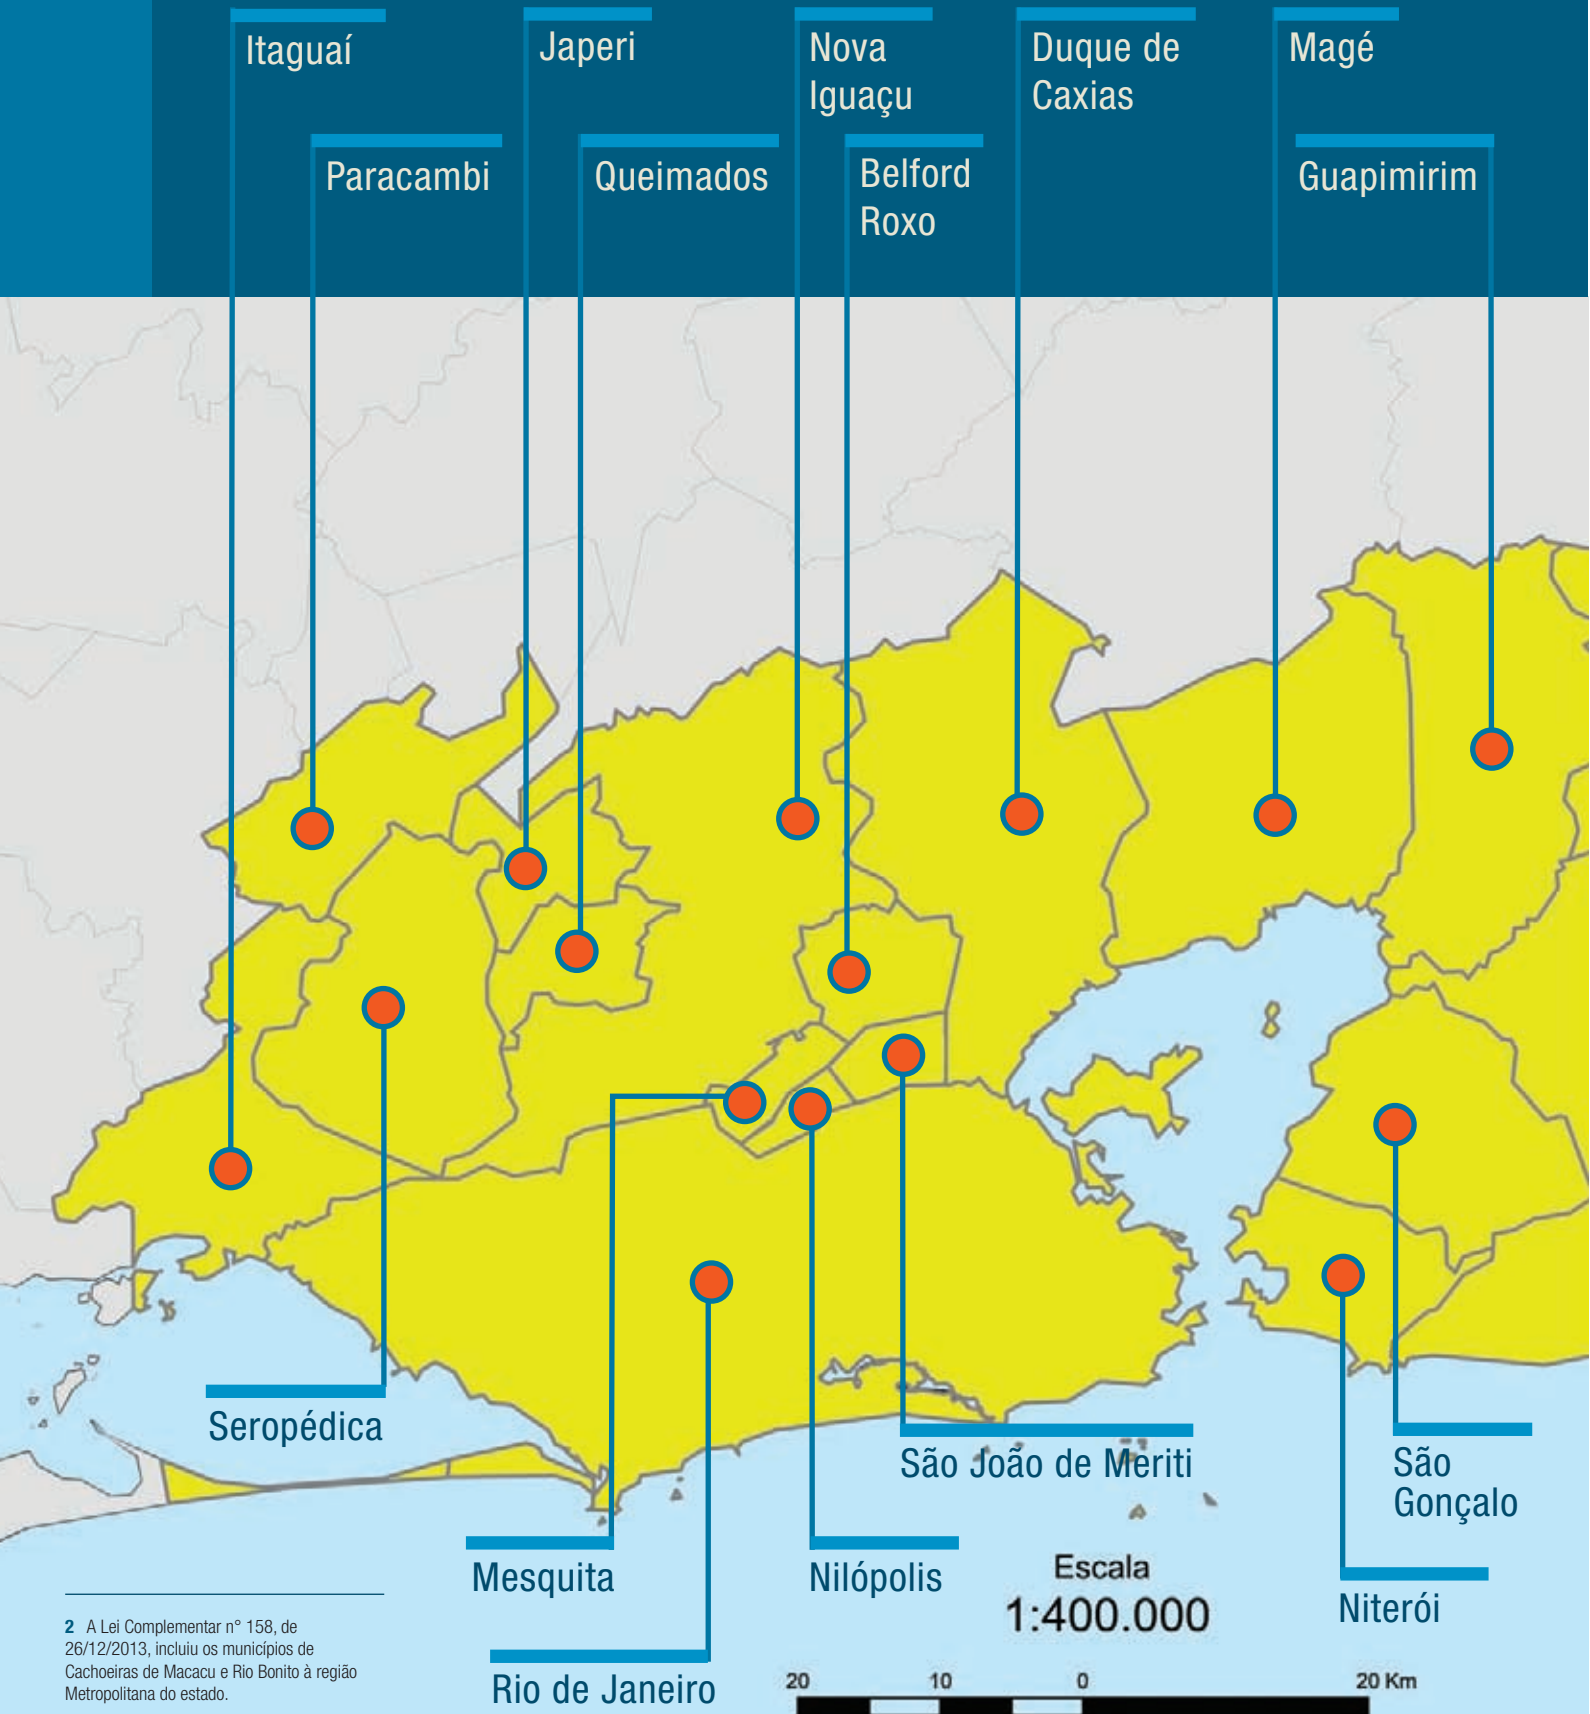 Itaguaí
Japeri
Nova
Iguaçu
Duque de
Caxias
Magé
Paracambi
Queimados
Belford
Roxo
Guapimirim
Seropédica
São João de Meriti
São
Gonçalo
Mesquita
Nilópolis
Niterói
Rio de Janeiro
Escala
1:400.000
20 10 0 20 Km
2 A Lei Complementar n° 158, de
26/12/2013, incluiu os municípios de
Cachoeiras de Macacu e Rio Bonito à região
Metropolitana do estado.